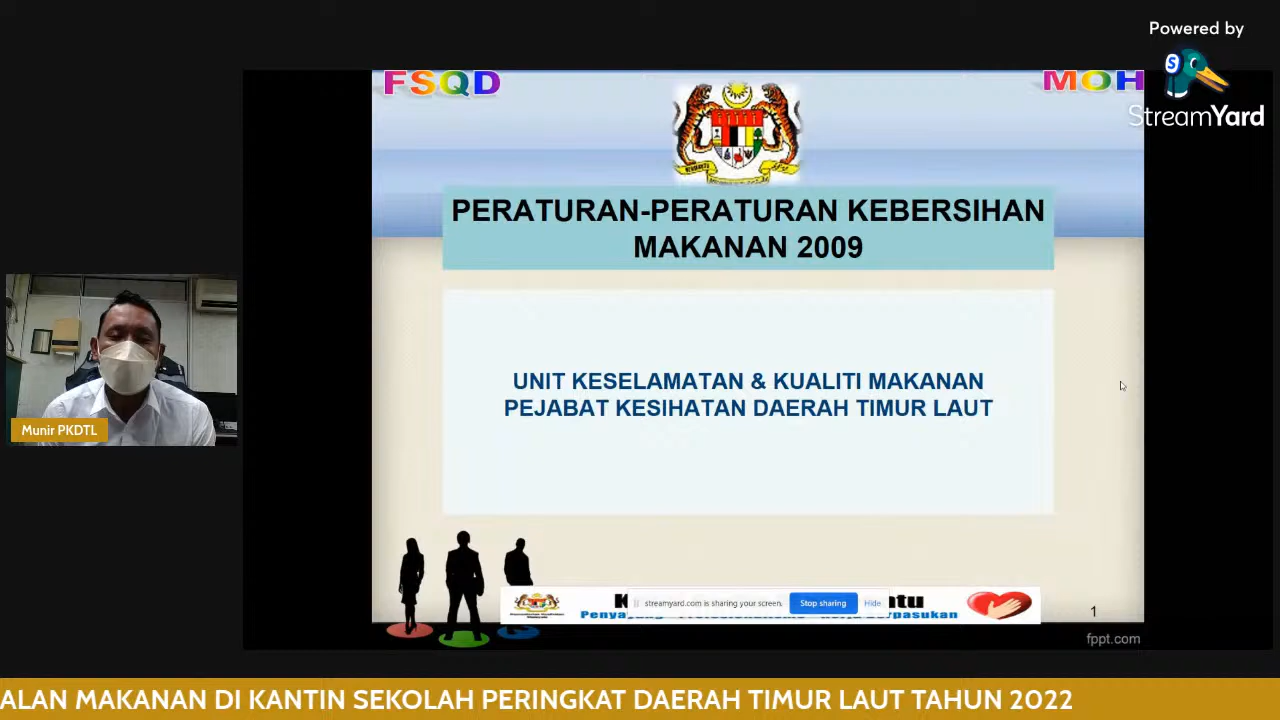 Powered by
StreamYard
FSQD
MOH
PERATURAN-PERATURAN KEBERSIHAN
MAKANAN 2009
UNIT KESELAMATAN & KUALITI MAKANAN
PEJABAT KESIHATAN DAERAH TIMUR LAUT
Munir PKDTL
streamyard.com is sharing your screen.
Stop sharing
Hide
1
fppt.com
ALAN MAKANAN DI KANTIN SEKOLAH PERINGKAT DAERAH TIMUR LAUT TAHUN 2022